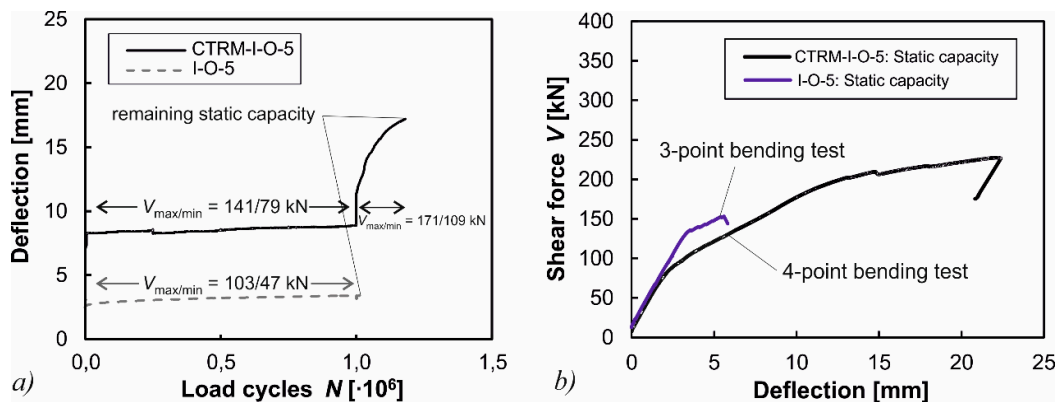 25
20
15
10
5
0
Deflection [mm]
CTRM-I-O-5
I-O-5
remaining static capacity
Vmax/min = 141/79 kN
Vmax/min = 171/109 kN
Vmax/min = 103/47 kN
0,0
0,5
1,0
1,5
Load cycles N [·10⁶]
a)
400
350
300
250
200
150
100
50
0
Shear force V [kN]
CTRM-I-O-5: Static capacity
I-O-5: Static capacity
3-point bending test
4-point bending test
0
5
10
15
20
25
Deflection [mm]
b)